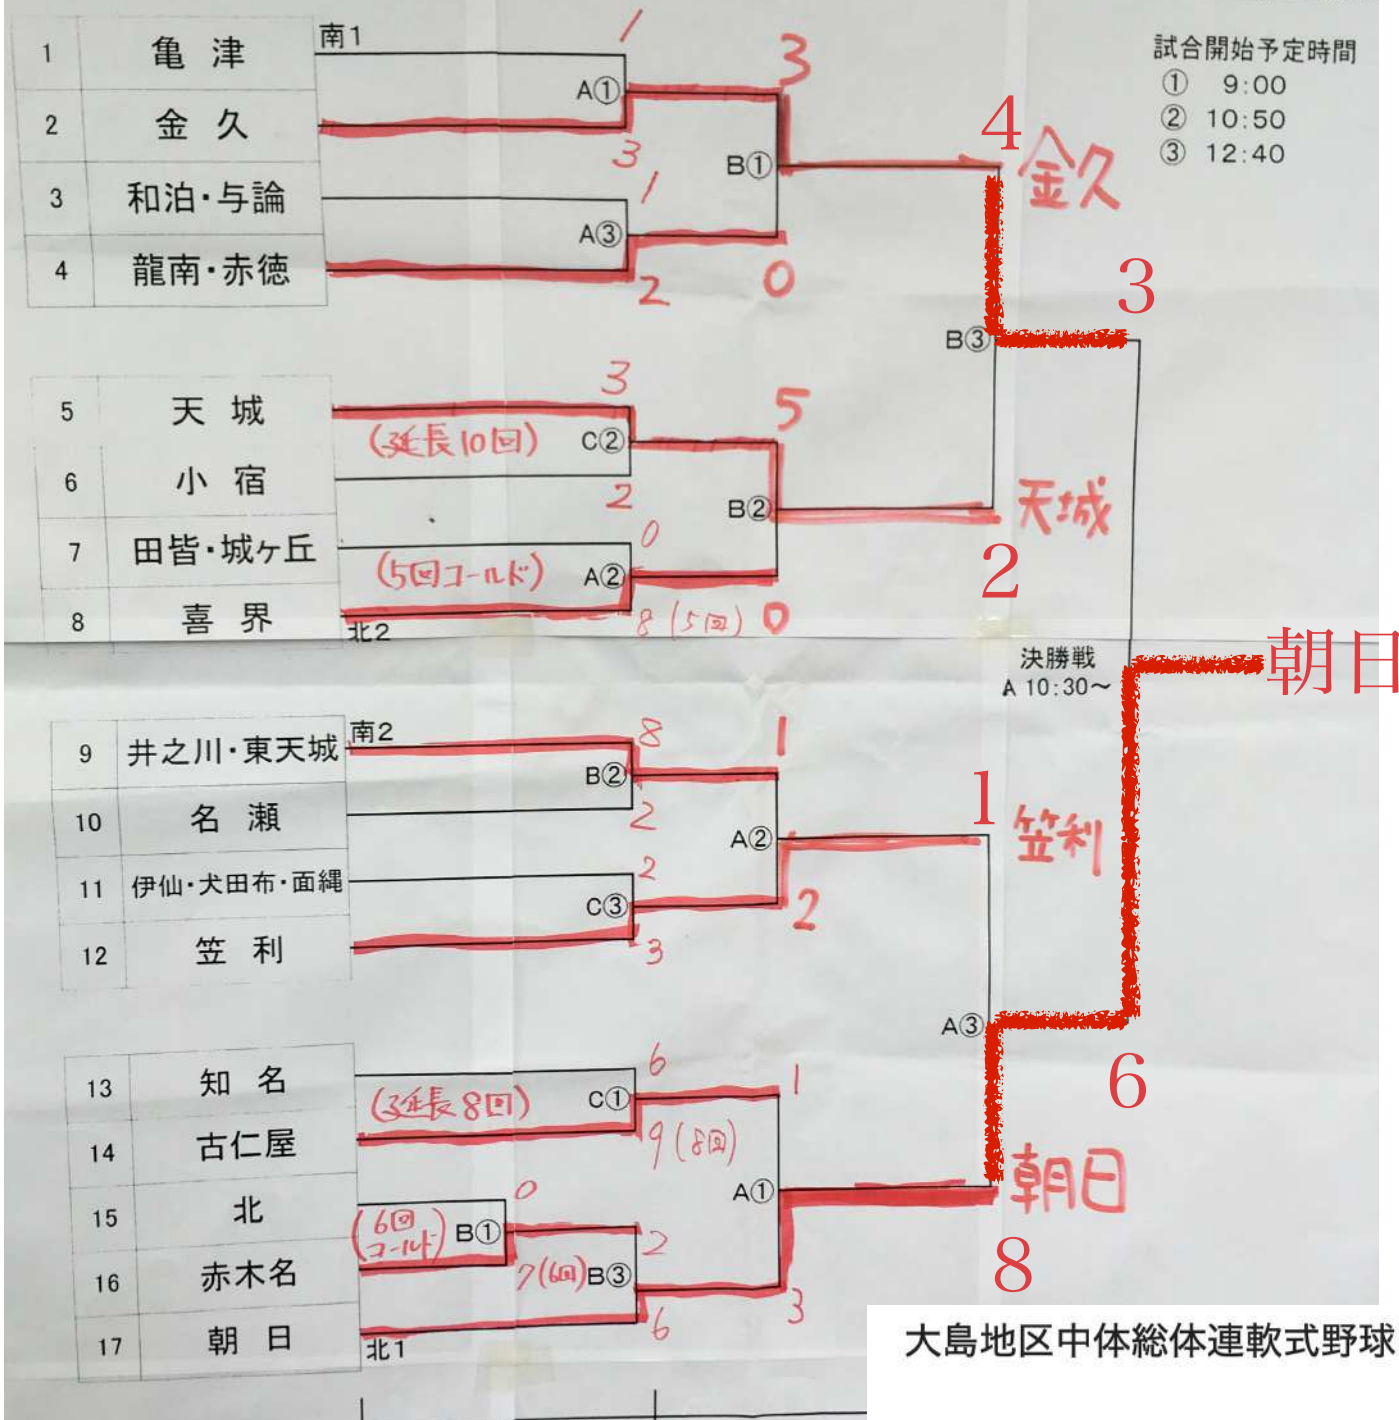 試合開始予定時間
① 9:00
② 10:50
③ 12:40
1 亀津 南1
2 金久
3 和泊・与論
4 龍南・赤徳
1
A①
3
1
A③
2
3
B①
0
4 金久
5 天城
6 小宿
7 田皆・城ヶ丘
8 喜界 北2
3
(延長10回) C②
2
0
(5回コールド) A②
8(5回)
5
B②
0
B③
3
天城
2
決勝戦
A 10:30～
朝日
9 井之川・東天城 南2
10 名瀬
11 伊仙・犬田布・面縄
12 笠利
8
B②
2
2
C③
3
1
A②
2
1 笠利
A③
6
13 知名
14 古仁屋
15 北
16 赤木名
17 朝日 北1
6
(延長8回) C①
9(8回)
0
(6回
コールド) B①
7(6回)
2
B③
6
1
A①
3
朝日
8
大島地区中体総体連軟式野球